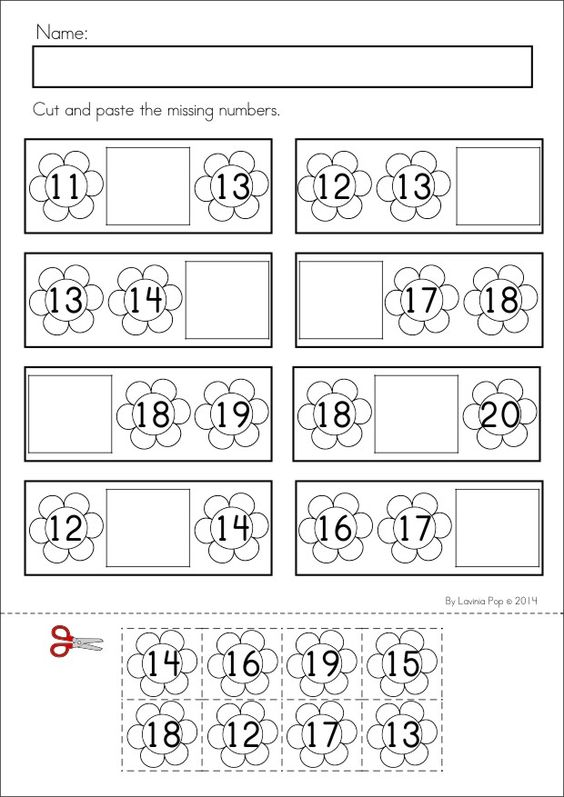 Name:
Cut and paste the missing numbers.
11 13
12 13
13 14
17 18
18 19
18 20
12 14
16 17
By Lavinia Pop © 2014
14 16 19 15
18 12 17 13